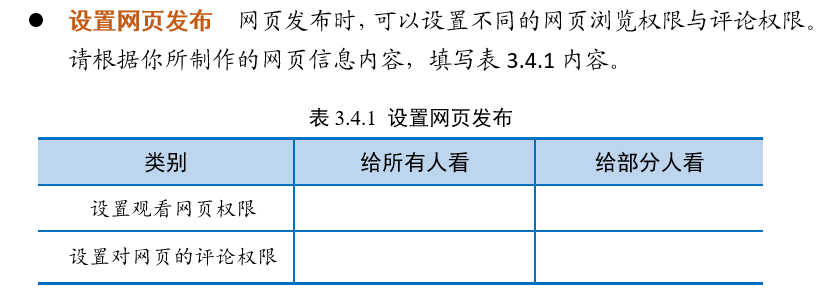 ● 设置网页发布 网页发布时，可以设置不同的网页浏览权限与评论权限。
请根据你所制作的网页信息内容，填写表 3.4.1 内容。
表 3.4.1 设置网页发布
类别 给所有人看 给部分人看
设置观看网页权限
设置对网页的评论权限